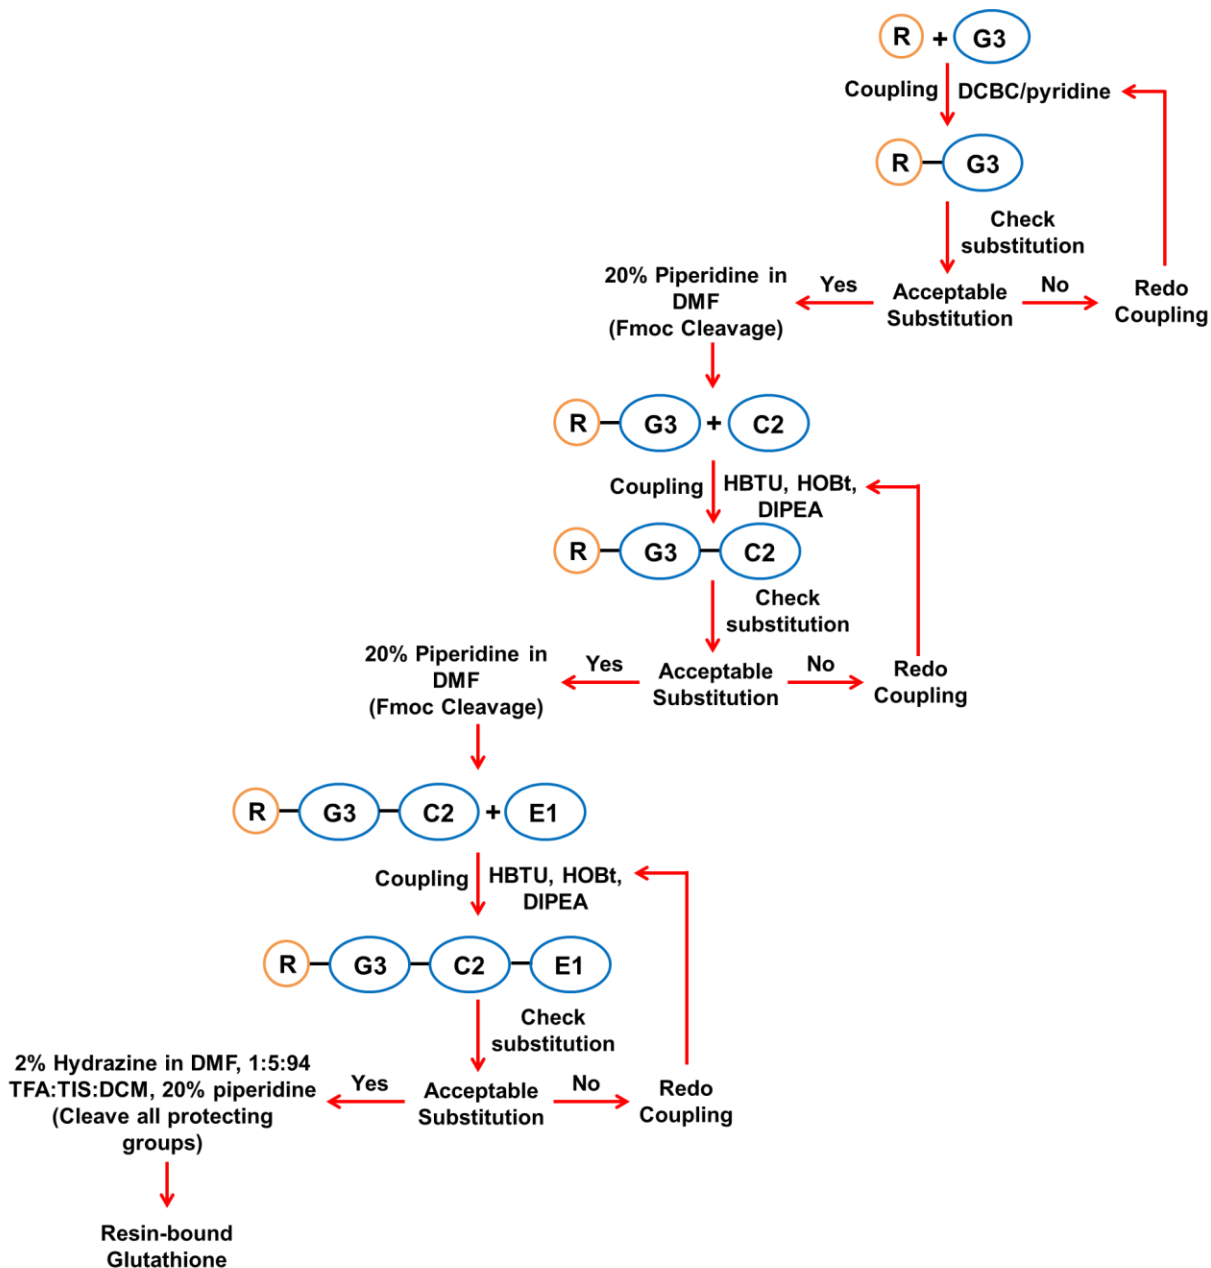 R + G3
Coupling DCBC/pyridine
R G3
Check
substitution
20% Piperidine in
DMF
(Fmoc Cleavage)
Yes
Acceptable
Substitution
No
Redo
Coupling
R G3 + C2
Coupling HBTU, HOBt,
DIPEA
R G3 C2
Check
substitution
20% Piperidine in
DMF
(Fmoc Cleavage)
Yes
Acceptable
Substitution
No
Redo
Coupling
R G3 C2 + E1
Coupling HBTU, HOBt,
DIPEA
R G3 C2 E1
Check
substitution
2% Hydrazine in DMF, 1:5:94
TFA:TIS:DCM, 20% piperidine
(Cleave all protecting
groups)
Yes
Acceptable
Substitution
No
Redo
Coupling
Resin-bound
Glutathione